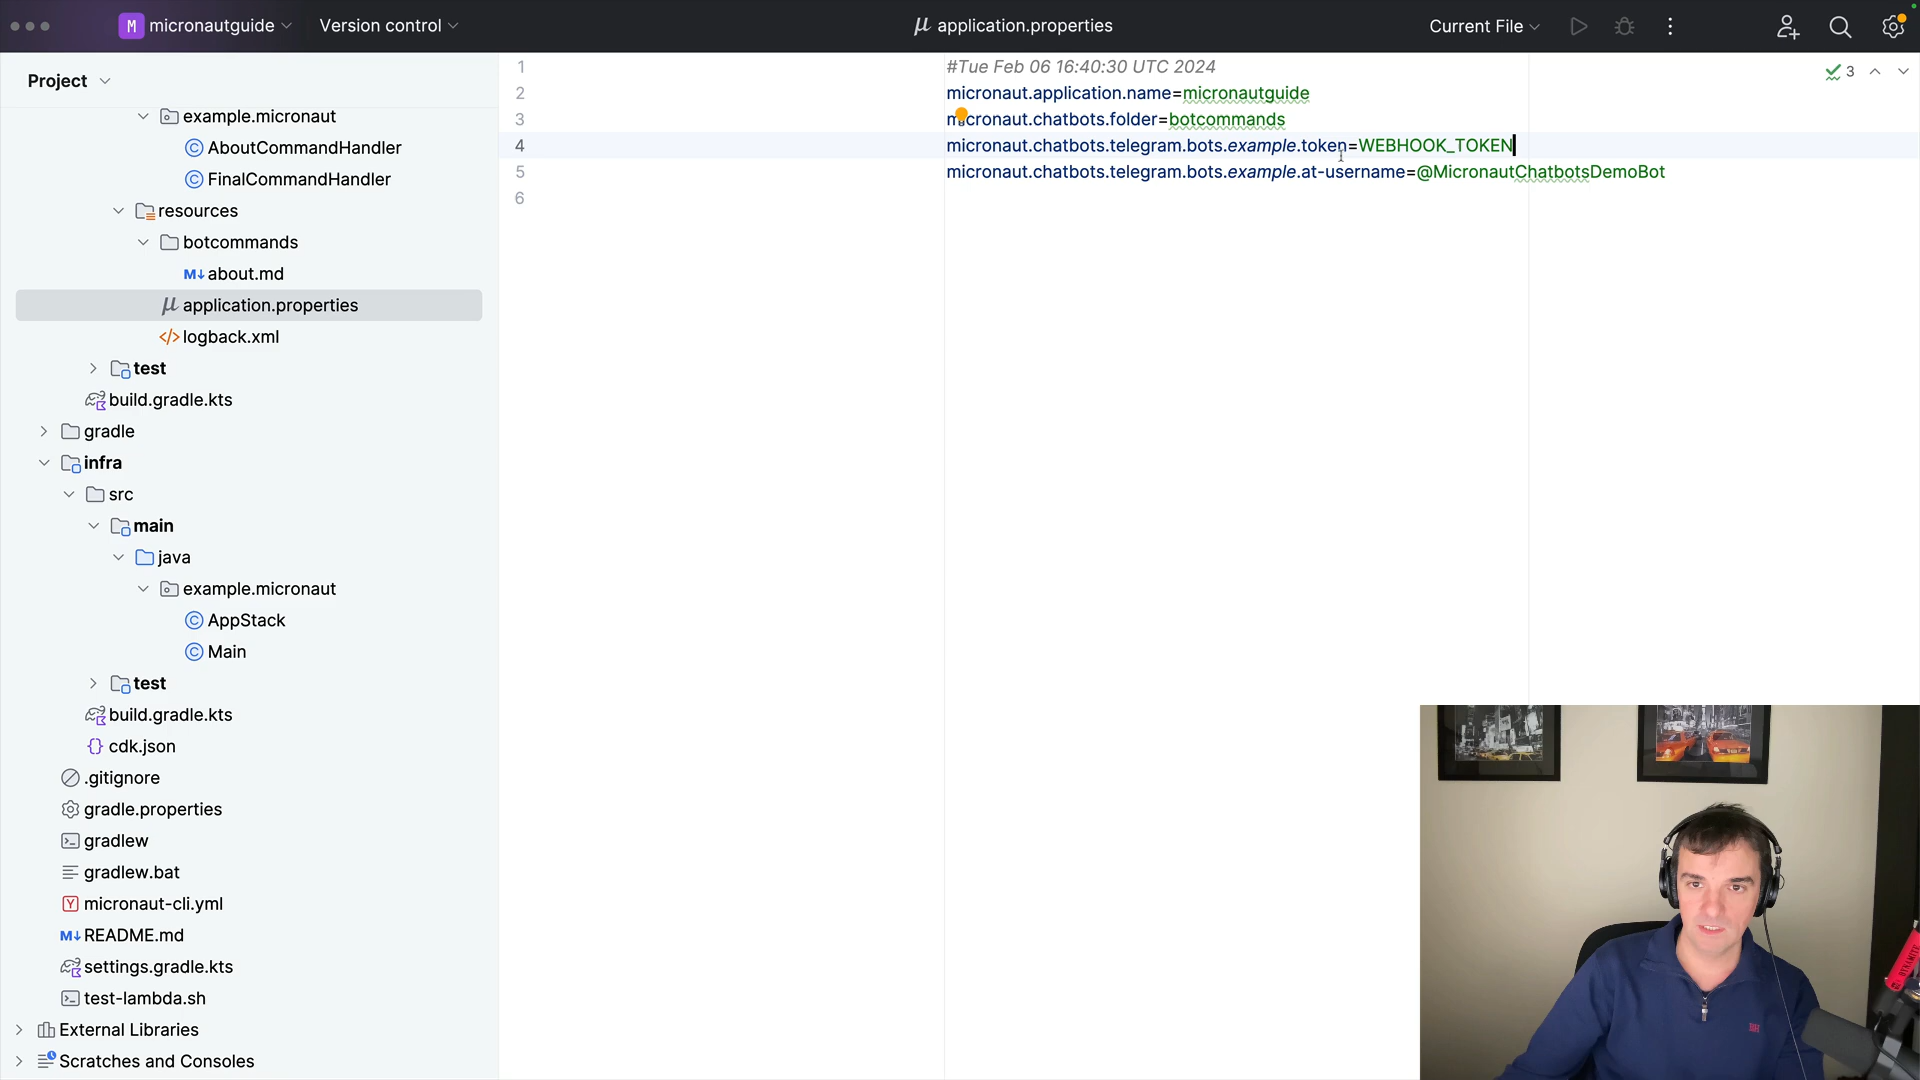 M micronautguide
Version control
µ application.properties
Current File
Project
example.micronaut
AboutCommandHandler
FinalCommandHandler
resources
botcommands
M↓ about.md
µ application.properties
</> logback.xml
test
build.gradle.kts
gradle
infra
src
main
java
example.micronaut
AppStack
Main
test
build.gradle.kts
{} cdk.json
.gitignore
gradle.properties
gradlew
gradlew.bat
Y micronaut-cli.yml
M↓ README.md
settings.gradle.kts
test-lambda.sh
External Libraries
Scratches and Consoles
1 #Tue Feb 06 16:40:30 UTC 2024
2 micronaut.application.name=micronautguide
3 micronaut.chatbots.folder=botcommands
4 micronaut.chatbots.telegram.bots.example.token=WEBHOOK_TOKEN
5 micronaut.chatbots.telegram.bots.example.at-username=@MicronautChatbotsDemoBot
6
3